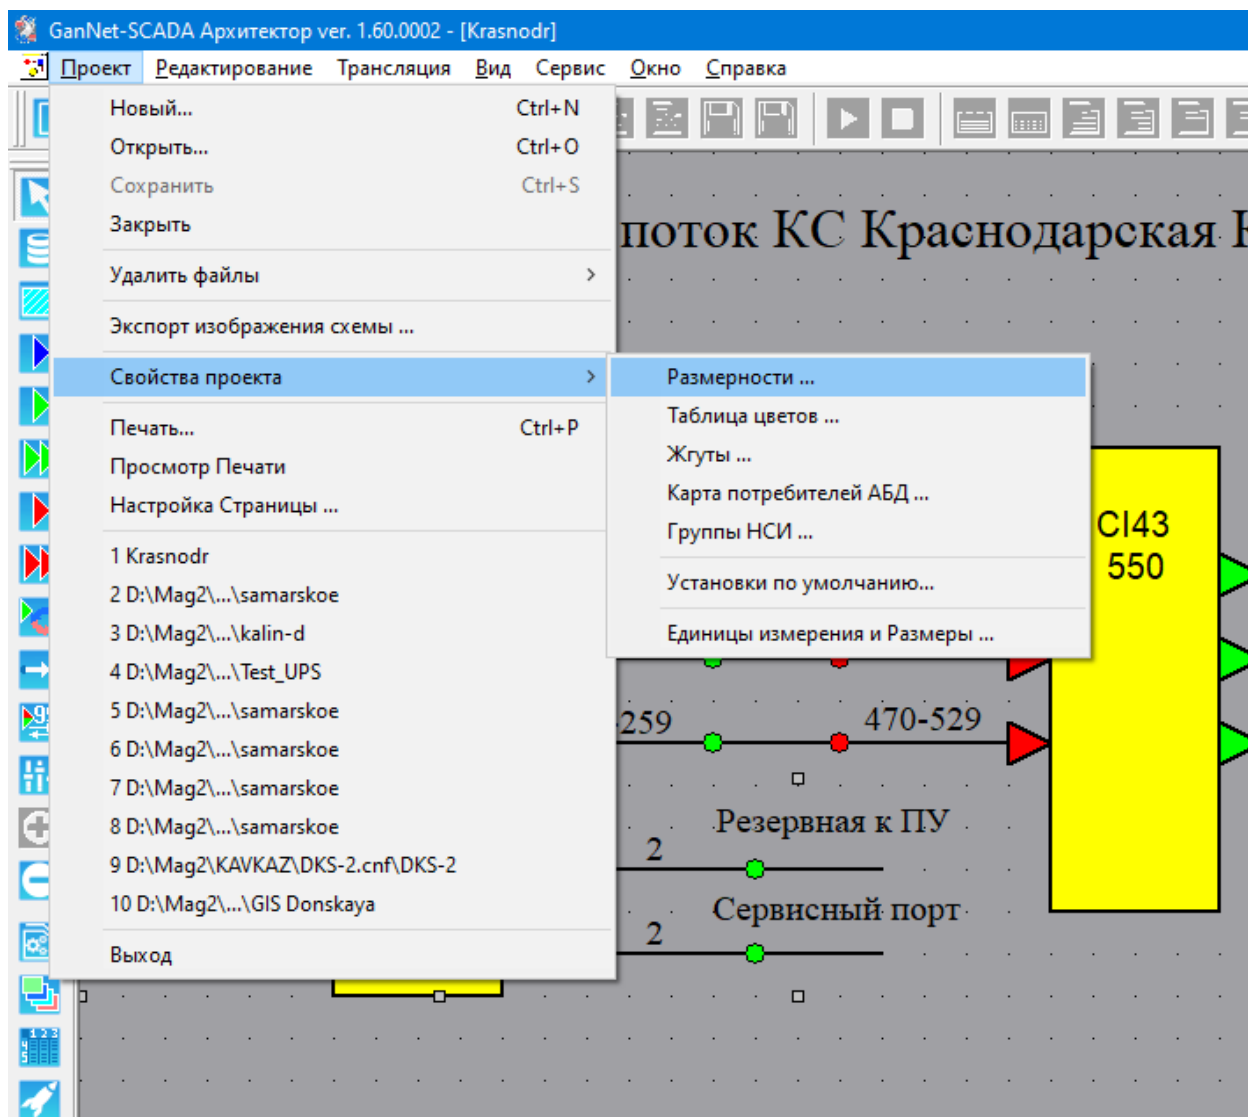 GanNet-SCADA Архитектор ver. 1.60.0002 - [Krasnodr]
Проект Редактирование Трансляция Вид Сервис Окно Справка
Новый... Ctrl+N
Открыть... Ctrl+O
Сохранить Ctrl+S
Закрыть
Удалить файлы
Экспорт изображения схемы ...
Свойства проекта
Печать... Ctrl+P
Просмотр Печати
Настройка Страницы ...
1 Krasnodr
2 D:\Mag2\...\samarskoe
3 D:\Mag2\...\kalin-d
4 D:\Mag2\...\Test_UPS
5 D:\Mag2\...\samarskoe
6 D:\Mag2\...\samarskoe
7 D:\Mag2\...\samarskoe
8 D:\Mag2\...\samarskoe
9 D:\Mag2\KAVKAZ\DKS-2.cnf\DKS-2
10 D:\Mag2\...\GIS Donskaya
Выход
Размерности ...
Таблица цветов ...
Жгуты ...
Карта потребителей АБД ...
Группы НСИ ...
Установки по умолчанию...
Единицы измерения и Размеры ...
поток КС Краснодарская
CI43
550
-259
470-529
Резервная к ПУ
2
Сервисный порт
2